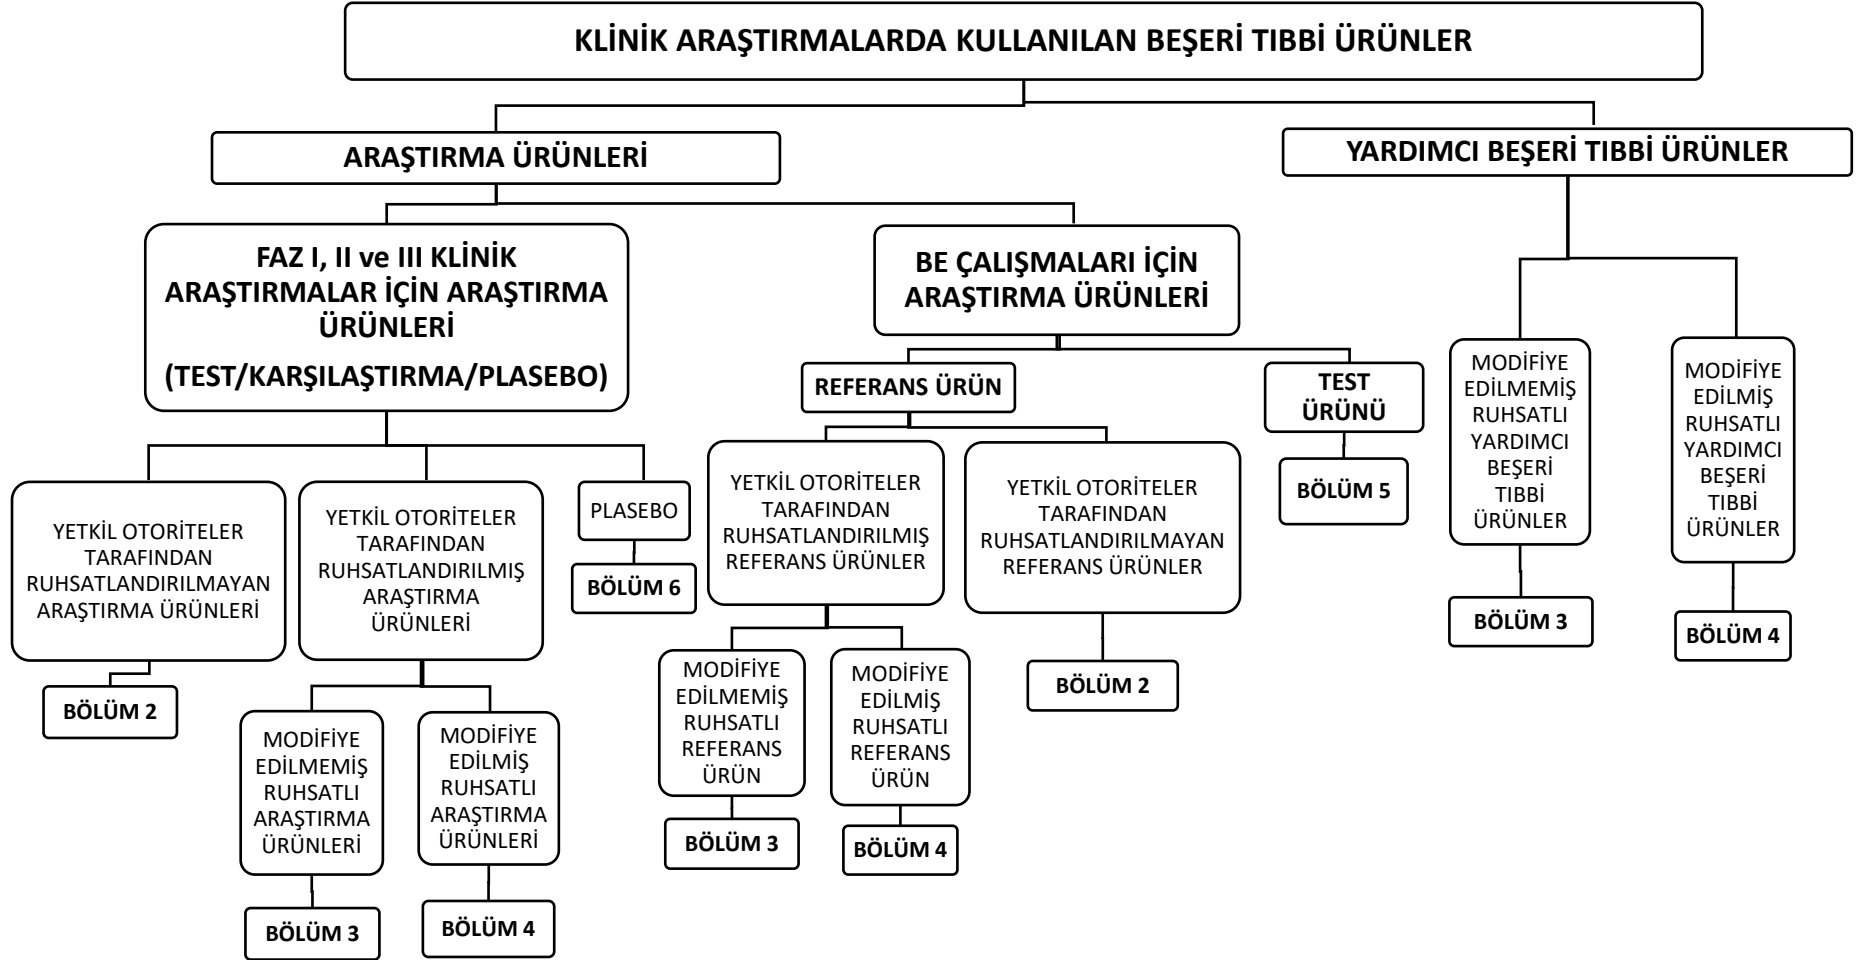 KLİNİK ARAŞTIRMALARDA KULLANILAN BEŞERİ TIBBİ ÜRÜNLER
ARAŞTIRMA ÜRÜNLERİ
YARDIMCI BEŞERİ TIBBİ ÜRÜNLER
FAZ I, II ve III KLİNİK
ARAŞTIRMALAR İÇİN ARAŞTIRMA
ÜRÜNLERİ
(TEST/KARŞILAŞTIRMA/PLASEBO)
BE ÇALIŞMALARI İÇİN
ARAŞTIRMA ÜRÜNLERİ
REFERANS ÜRÜN
TEST
ÜRÜNÜ
BÖLÜM 5
YETKİL OTORİTELER
TARAFINDAN
RUHSATLANDIRILMAYAN
ARAŞTIRMA ÜRÜNLERİ
BÖLÜM 2
YETKİL OTORİTELER
TARAFINDAN
RUHSATLANDIRILMIŞ
ARAŞTIRMA
ÜRÜNLERİ
PLASEBO
BÖLÜM 6
MODİFİYE
EDİLMEMİŞ
RUHSATLI
ARAŞTIRMA
ÜRÜNLERİ
BÖLÜM 3
MODİFİYE
EDİLMİŞ
RUHSATLI
ARAŞTIRMA
ÜRÜNLERİ
BÖLÜM 4
YETKİL OTORİTELER
TARAFINDAN
RUHSATLANDIRILMIŞ
REFERANS ÜRÜNLER
YETKİL OTORİTELER
TARAFINDAN
RUHSATLANDIRILMAYAN
REFERANS ÜRÜNLER
BÖLÜM 2
MODİFİYE
EDİLMEMİŞ
RUHSATLI
REFERANS
ÜRÜN
BÖLÜM 3
MODİFİYE
EDİLMİŞ
RUHSATLI
REFERANS
ÜRÜN
BÖLÜM 4
MODİFİYE
EDİLMEMİŞ
RUHSATLI
YARDIMCI
BEŞERİ
TIBBİ
ÜRÜNLER
BÖLÜM 3
MODİFİYE
EDİLMİŞ
RUHSATLI
YARDIMCI
BEŞERİ
TIBBİ
ÜRÜNLER
BÖLÜM 4